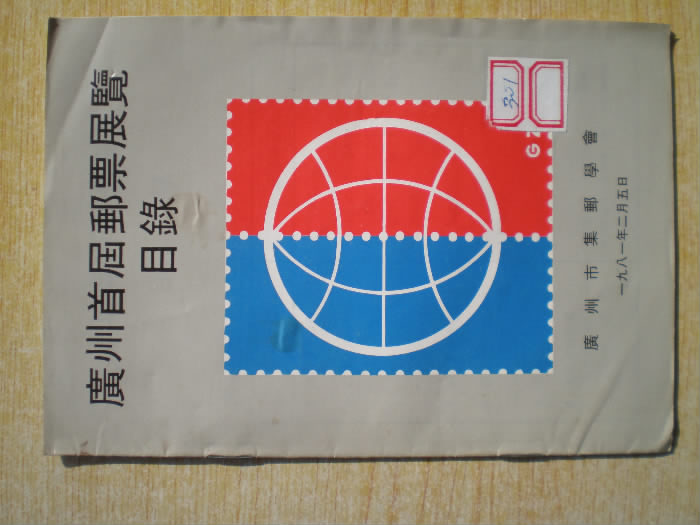 廣州首屆郵票展覽
目錄
301
G
廣州市集郵學會
一九八一年二月五日